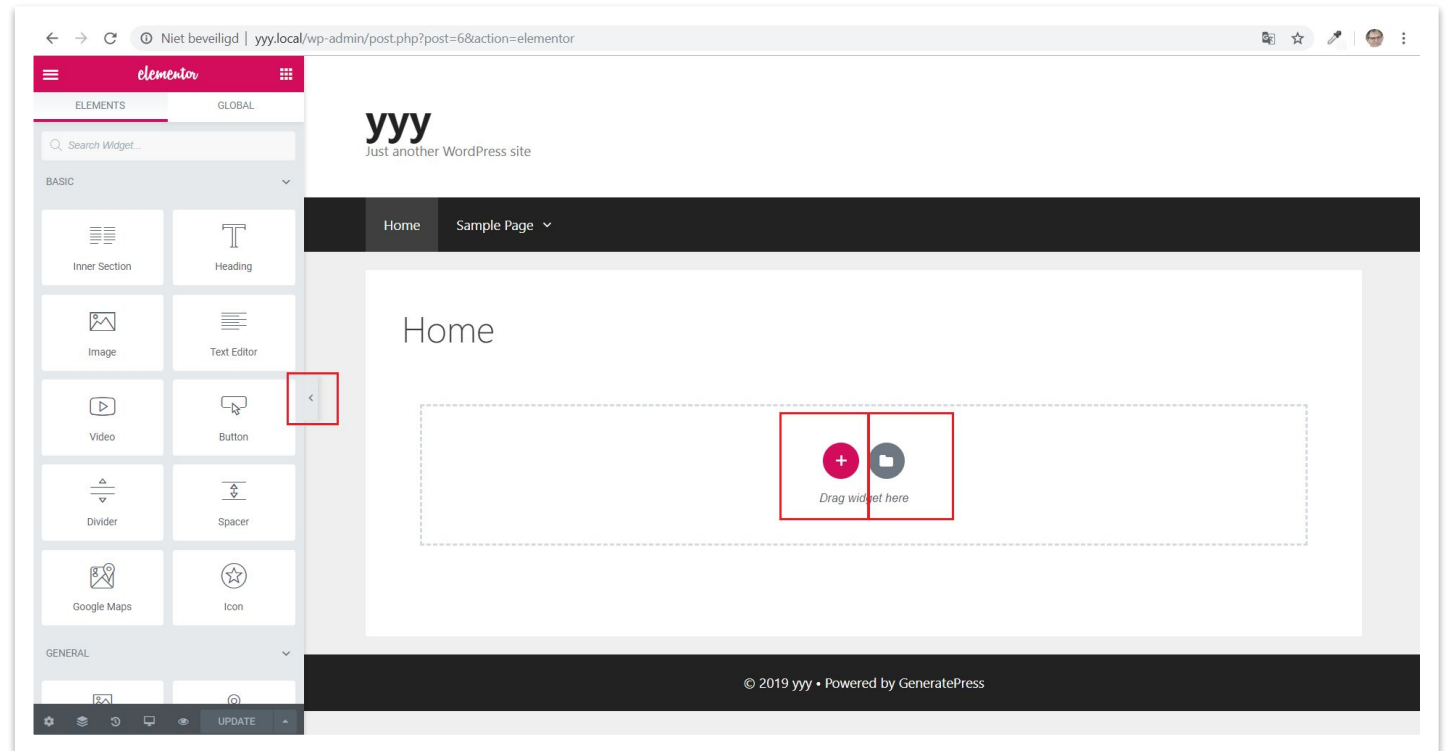 Niet beveiligd | yyy.local/wp-admin/post.php?post=6&action=elementor
elementor
ELEMENTS GLOBAL
Search Widget...
BASIC
Inner Section Heading
Image Text Editor
Video Button
Divider Spacer
Google Maps Icon
GENERAL
UPDATE
yyy
Just another WordPress site
Home Sample Page
Home
+
Drag widget here
© 2019 yyy • Powered by GeneratePress